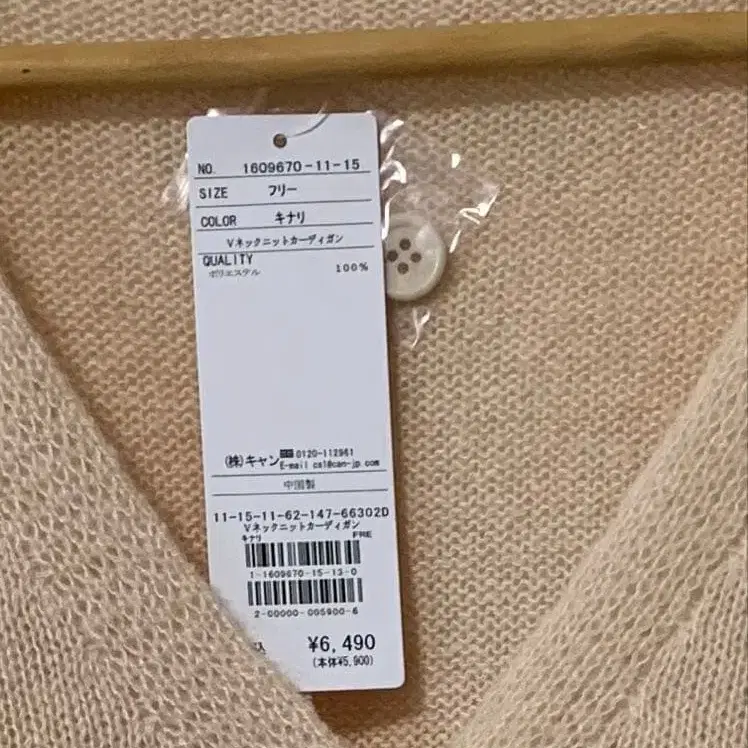 NO. 1609670-11-15
SIZE フリー
COLOR キナリ
Vネックニットカーディガン
QUALITY
ポリエステル 100%
(株)キャン 0120-112961
E-mail cs1@can-jp.com
中国製
11-15-11-62-147-66302D
Vネックニットカーディガン
キナリ FRE
1-1609670-15-13-0
2-00000-005900-6
込 ¥6,490
(本体¥5,900)